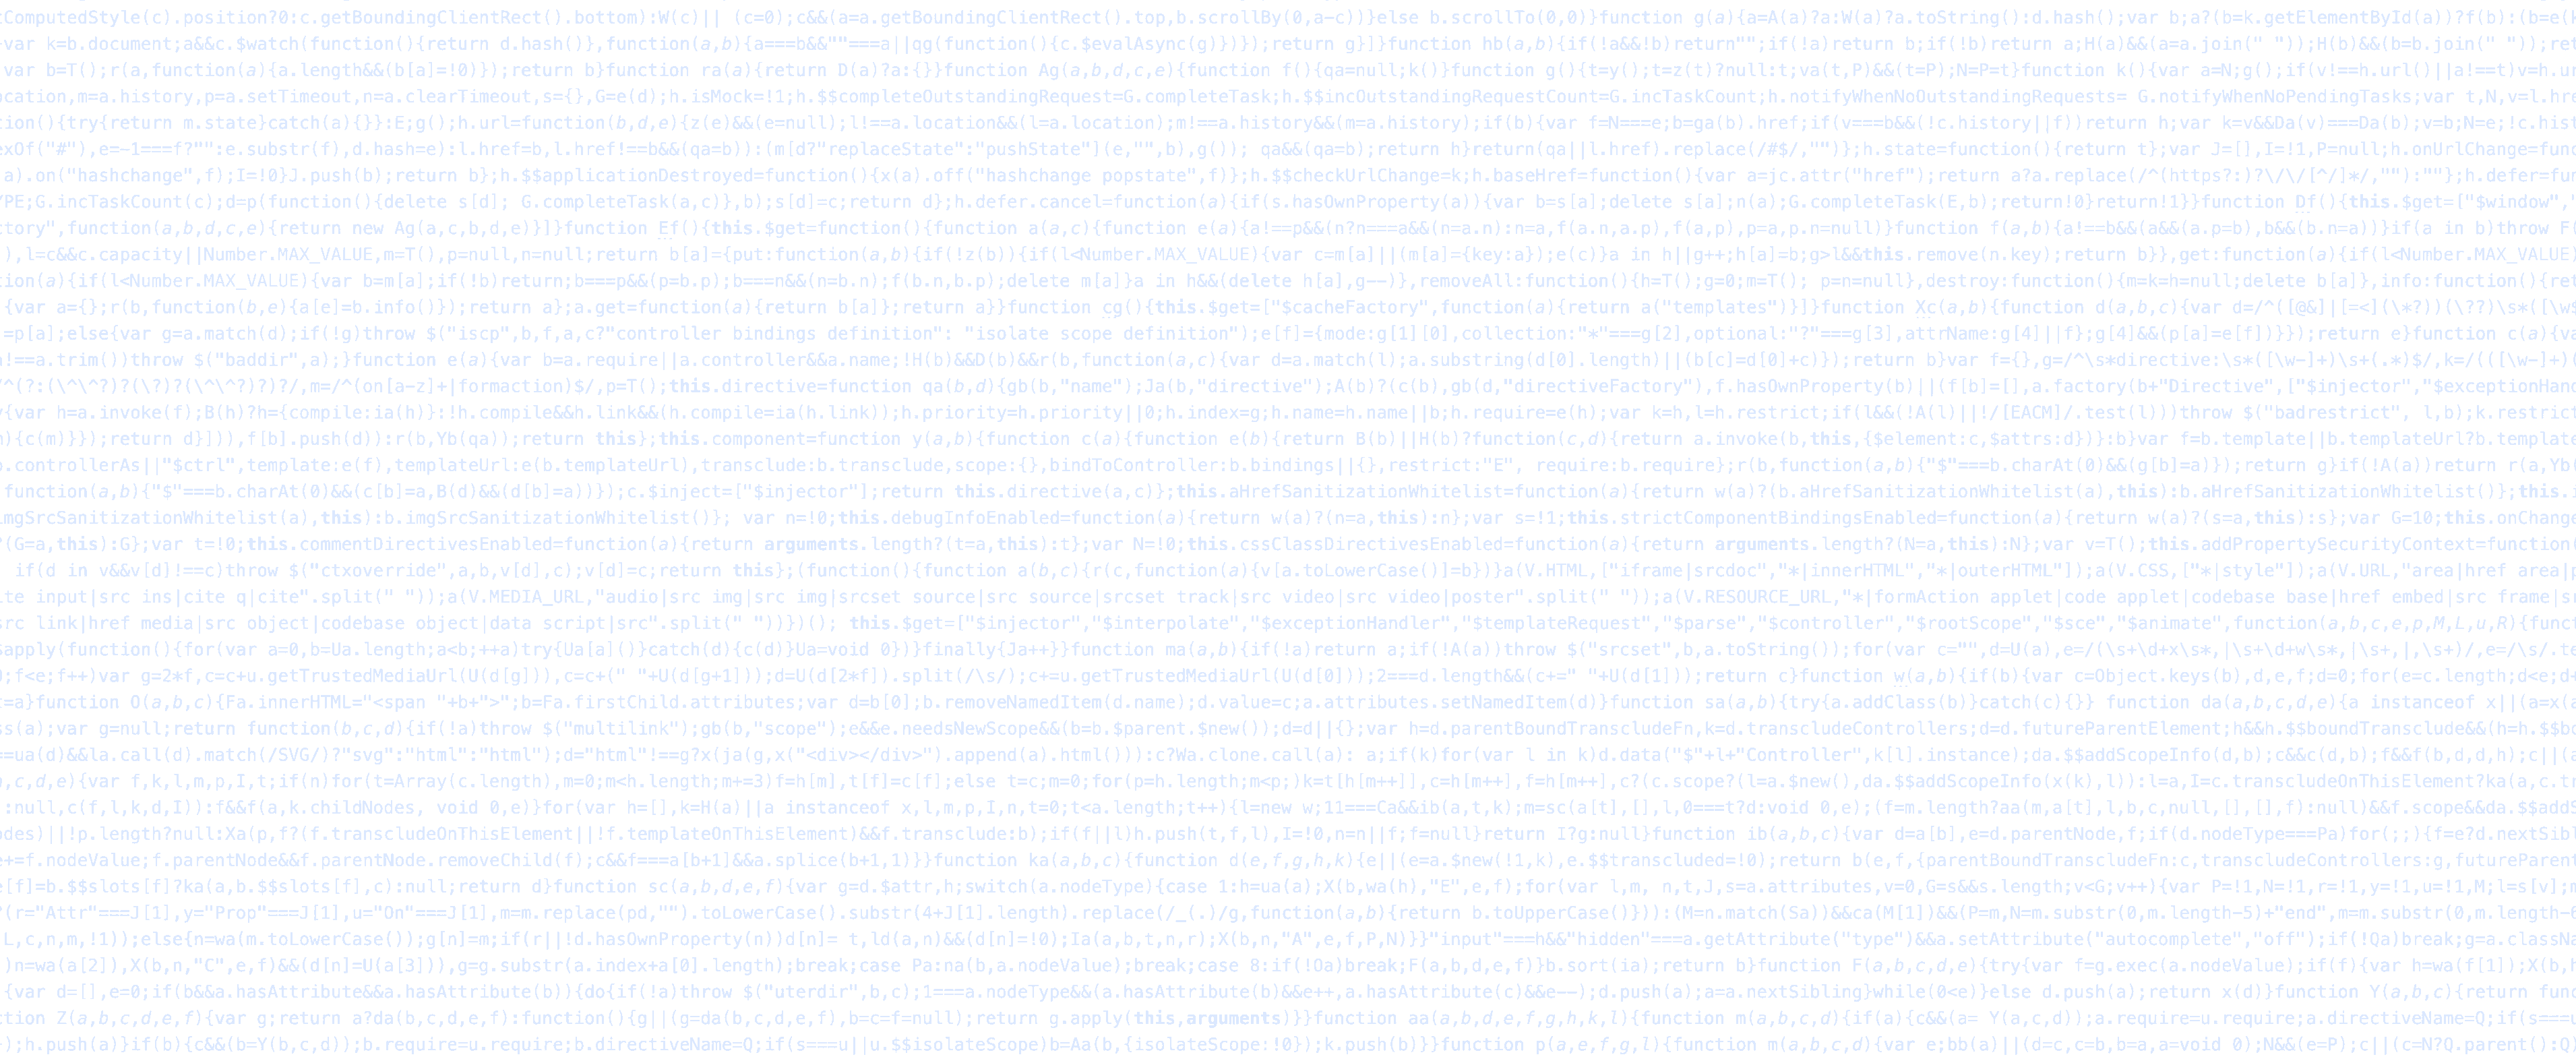 ComputedStyle(c).position?0:c.getBoundingClientRect().bottom):W(c)|| (c=0);c&&(a=a.getBoundingClientRect().top,b.scrollBy(0,a-c))}else b.scrollTo(0,0)}function g(a){a=A(a)?a:W(a)?a.toString():d.hash();var b;a?(b=k.getElementById(a))?f(b):(b=e(
var k=b.document;a&&c.$watch(function(){return d.hash()},function(a,b){a===b&&""===a||qg(function(){c.$evalAsync(g)})});return g}]}function hb(a,b){if(!a&&!b)return"";if(!a)return b;if(!b)return a;H(a)&&(a=a.join(" "));H(b)&&(b=b.join(" "));ret
var b=T();r(a,function(a){a.length&&(b[a]=!0)});return b}function ra(a){return D(a)?a:{}}function Ag(a,b,d,c,e){function f(){qa=null;k()}function g(){t=y();t=z(t)?null:t;va(t,P)&&(t=P);N=P=t}function k(){var a=N;g();if(v!==h.url()||a!==t)v=h.ur
cation,m=a.history,p=a.setTimeout,n=a.clearTimeout,s={},G=e(d);h.isMock=!1;h.$$completeOutstandingRequest=G.completeTask;h.$$incOutstandingRequestCount=G.incTaskCount;h.notifyWhenNoOutstandingRequests= G.notifyWhenNoPendingTasks;var t,N,v=l.hre
tion(){try{return m.state}catch(a){}}:E;g();h.url=function(b,d,e){z(e)&&(e=null);l!==a.location&&(l=a.location);m!==a.history&&(m=a.history);if(b){var f=N===e;b=ga(b).href;if(v===b&&(!c.history||f))return h;var k=v&&Da(v)===Da(b);v=b;N=e;!c.hist
exOf("#"),e=-1===f?"":e.substr(f),d.hash=e):l.href=b,l.href!==b&&(qa=b)):(m[d?"replaceState":"pushState"](e,"",b),g()); qa&&(qa=b);return h}return(qa||l.href).replace(/#$/,"")};h.state=function(){return t};var J=[],I=!1,P=null;h.onUrlChange=func
a).on("hashchange",f);I=!0}J.push(b);return b};h.$$applicationDestroyed=function(){x(a).off("hashchange popstate",f)};h.$$checkUrlChange=k;h.baseHref=function(){var a=jc.attr("href");return a?a.replace(/^(https?:)?\/\/[^/]*/,""):""};h.defer=fun
PE;G.incTaskCount(c);d=p(function(){delete s[d]; G.completeTask(a,c)},b);s[d]=c;return d};h.defer.cancel=function(a){if(s.hasOwnProperty(a)){var b=s[a];delete s[a];n(a);G.completeTask(E,b);return!0}return!1}}function Df(){this.$get=["$window","
tory",function(a,b,d,c,e){return new Ag(a,c,b,d,e)}]}function Ef(){this.$get=function(){function a(a,c){function e(a){a!==p&&(n?n===a&&(n=a.n):n=a,f(a.n,a.p),f(a,p),p=a,p.n=null)}function f(a,b){a!==b&&(a&&(a.p=b),b&&(b.n=a))}if(a in b)throw F(
),l=c&&c.capacity||Number.MAX_VALUE,m=T(),p=null,n=null;return b[a]={put:function(a,b){if(!z(b)){if(l<Number.MAX_VALUE){var c=m[a]||(m[a]={key:a});e(c)}a in h||g++;h[a]=b;g>l&&this.remove(n.key);return b}},get:function(a){if(l<Number.MAX_VALUE)
tion(a){if(l<Number.MAX_VALUE){var b=m[a];if(!b)return;b===p&&(p=b.p);b===n&&(n=b.n);f(b.n,b.p);delete m[a]}a in h&&(delete h[a],g--)},removeAll:function(){h=T();g=0;m=T(); p=n=null},destroy:function(){m=k=h=null;delete b[a]},info:function(){ret
{var a={};r(b,function(b,e){a[e]=b.info()});return a};a.get=function(a){return b[a]};return a}}function cg(){this.$get=["$cacheFactory",function(a){return a("templates")}]}function Xc(a,b){function d(a,b,c){var d=/^([@&]|[=<](\*?))(\??)\s*([\w$
=p[a];else{var g=a.match(d);if(!g)throw $("iscp",b,f,a,c?"controller bindings definition": "isolate scope definition");e[f]={mode:g[1][0],collection:"*"===g[2],optional:"?"===g[3],attrName:g[4]||f};g[4]&&(p[a]=e[f])}});return e}function c(a){va
!==a.trim())throw $("baddir",a);}function e(a){var b=a.require||a.controller&&a.name;!H(b)&&D(b)&&r(b,function(a,c){var d=a.match(l);a.substring(d[0].length)||(b[c]=d[0]+c)});return b}var f={},g=/^\s*directive:\s*([\w-]+)\s+(.*)$/,k=/(([\w-]+)(
^(?:(\^\^?)?(\?)?(\^\^?)?)?/,m=/^(on[a-z]+|formaction)$/,p=T();this.directive=function qa(b,d){gb(b,"name");Ja(b,"directive");A(b)?(c(b),gb(d,"directiveFactory"),f.hasOwnProperty(b)||(f[b]=[],a.factory(b+"Directive",["$injector","$exceptionHan
{var h=a.invoke(f);B(h)?h={compile:ia(h)}:!h.compile&&h.link&&(h.compile=ia(h.link));h.priority=h.priority||0;h.index=g;h.name=h.name||b;h.require=e(h);var k=h,l=h.restrict;if(l&&(!A(l)||!/[EACM]/.test(l)))throw $("badrestrict", l,b);k.restrict
){c(m)}});return d}])),f[b].push(d)):r(b,Yb(qa));return this};this.component=function y(a,b){function c(a){function e(b){return B(b)||H(b)?function(c,d){return a.invoke(b,this,{$element:c,$attrs:d})}:b}var f=b.template||b.templateUrl?b.template
.controllerAs||"$ctrl",template:e(f),templateUrl:e(b.templateUrl),transclude:b.transclude,scope:{},bindToController:b.bindings||{},restrict:"E", require:b.require};r(b,function(a,b){"$"===b.charAt(0)&&(g[b]=a)});return g}if(!A(a))return r(a,Yb(
function(a,b){"$"===b.charAt(0)&&(c[b]=a,B(d)&&(d[b]=a))});c.$inject=["$injector"];return this.directive(a,c)};this.aHrefSanitizationWhitelist=function(a){return w(a)?(b.aHrefSanitizationWhitelist(a),this):b.aHrefSanitizationWhitelist()};this.
mgSrcSanitizationWhitelist(a),this):b.imgSrcSanitizationWhitelist()}; var n=!0;this.debugInfoEnabled=function(a){return w(a)?(n=a,this):n};var s=!1;this.strictComponentBindingsEnabled=function(a){return w(a)?(s=a,this):s};var G=10;this.onChang
?(G=a,this):G};var t=!0;this.commentDirectivesEnabled=function(a){return arguments.length?(t=a,this):t};var N=!0;this.cssClassDirectivesEnabled=function(a){return arguments.length?(N=a,this):N};var v=T();this.addPropertySecurityContext=function(
if(d in v&&v[d]!==c)throw $("ctxoverride",a,b,v[d],c);v[d]=c;return this};(function(){function a(b,c){r(c,function(a){v[a.toLowerCase()]=b})}a(V.HTML,["iframe|srcdoc","*|innerHTML","*|outerHTML"]);a(V.CSS,["*|style"]);a(V.URL,"area|href area|p
ite input|src ins|cite q|cite".split(" "));a(V.MEDIA_URL,"audio|src img|src img|srcset source|src source|srcset track|src video|src video|poster".split(" "));a(V.RESOURCE_URL,"*|formAction applet|code applet|codebase base|href embed|src frame|sr
src link|href media|src object|codebase object|data script|src".split(" "))})(); this.$get=["$injector","$interpolate","$exceptionHandler","$templateRequest","$parse","$controller","$rootScope","$sce","$animate",function(a,b,c,e,p,M,L,u,R){funct
apply(function(){for(var a=0,b=Ua.length;a<b;++a)try{Ua[a]()}catch(d){c(d)}Ua=void 0})}finally{Ja++}}function ma(a,b){if(!a)return a;if(!A(a))throw $("srcset",b,a.toString());for(var c="",d=U(a),e=/(\s+\d+x\s*,|\s+\d+w\s*,|\s+,|,\s+)/,e=/\s/.te
;f<e;f++)var g=2*f,c=c+u.getTrustedMediaUrl(U(d[g])),c=c+(" "+U(d[g+1]));d=U(d[2*f]).split(/\s/);c+=u.getTrustedMediaUrl(U(d[0]));2===d.length&&(c+=" "+U(d[1]));return c}function w(a,b){if(b){var c=Object.keys(b),d,e,f;d=0;for(e=c.length;d<e;d+
=a}function O(a,b,c){Fa.innerHTML="<span "+b+">";b=Fa.firstChild.attributes;var d=b[0];b.removeNamedItem(d.name);d.value=c;a.attributes.setNamedItem(d)}function sa(a,b){try{a.addClass(b)}catch(c){}} function da(a,b,c,d,e){a instanceof x||(a=x(a
ss(a);var g=null;return function(b,c,d){if(!a)throw $("multilink");gb(b,"scope");e&&e.needsNewScope&&(b=b.$parent.$new());d=d||{};var h=d.parentBoundTranscludeFn,k=d.transcludeControllers;d=d.futureParentElement;h&&h.$$boundTransclude&&(h=h.$$bo
==ua(d)&&la.call(d).match(/SVG/)?"svg":"html":"html");d="html"!==g?x(ja(g,x("<div></div>").append(a).html())):c?Wa.clone.call(a): a;if(k)for(var l in k)d.data("$"+l+"Controller",k[l].instance);da.$$addScopeInfo(d,b);c&&c(d,b);f&&f(b,d,d,h);c||(a
,c,d,e){var f,k,l,m,p,I,t;if(n)for(t=Array(c.length),m=0;m<h.length;m+=3)f=h[m],t[f]=c[f];else t=c;m=0;for(p=h.length;m<p;)k=t[h[m++]],c=h[m++],f=h[m++],c?(c.scope?(l=a.$new(),da.$$addScopeInfo(x(k),l)):l=a,I=c.transcludeOnThisElement?ka(a,c.tr
:null,c(f,l,k,d,I)):f&&f(a,k.childNodes, void 0,e)}for(var h=[],k=H(a)||a instanceof x,l,m,p,I,n,t=0;t<a.length;t++){l=new w;11===Ca&&ib(a,t,k);m=sc(a[t],[],l,0===t?d:void 0,e);(f=m.length?aa(m,a[t],l,b,c,null,[],[],f):null)&&f.scope&&da.$$addS
des)||!p.length?null:Xa(p,f?(f.transcludeOnThisElement||!f.templateOnThisElement)&&f.transclude:b);if(f||l)h.push(t,f,l),I=!0,n=n||f;f=null}return I?g:null}function ib(a,b,c){var d=a[b],e=d.parentNode,f;if(d.nodeType===Pa)for(;;){f=e?d.nextSibl
+=f.nodeValue;f.parentNode&&f.parentNode.removeChild(f);c&&f===a[b+1]&&a.splice(b+1,1)}}function ka(a,b,c){function d(e,f,g,h,k){e||(e=a.$new(!1,k),e.$$transcluded=!0);return b(e,f,{parentBoundTranscludeFn:c,transcludeControllers:g,futureParent
[f]=b.$$slots[f]?ka(a,b.$$slots[f],c):null;return d}function sc(a,b,d,e,f){var g=d.$attr,h;switch(a.nodeType){case 1:h=ua(a);X(b,wa(h),"E",e,f);for(var l,m, n,t,J,s=a.attributes,v=0,G=s&&s.length;v<G;v++){var P=!1,N=!1,r=!1,y=!1,u=!1,M;l=s[v];m
(r="Attr"===J[1],y="Prop"===J[1],u="On"===J[1],m=m.replace(pd,"").toLowerCase().substr(4+J[1].length).replace(/_(.)/g,function(a,b){return b.toUpperCase()})):(M=n.match(Sa))&&ca(M[1])&&(P=m,N=m.substr(0,m.length-5)+"end",m=m.substr(0,m.length-6
L,c,n,m,!1));else{n=wa(m.toLowerCase());g[n]=m;if(r||!d.hasOwnProperty(n))d[n]= t,ld(a,n)&&(d[n]=!0);Ia(a,b,t,n,r);X(b,n,"A",e,f,P,N)}}"input"===h&&"hidden"===a.getAttribute("type")&&a.setAttribute("autocomplete","off");if(!Qa)break;g=a.classNa
)n=wa(a[2]),X(b,n,"C",e,f)&&(d[n]=U(a[3])),g=g.substr(a.index+a[0].length);break;case Pa:na(b,a.nodeValue);break;case 8:if(!Oa)break;F(a,b,d,e,f)}b.sort(ia);return b}function F(a,b,c,d,e){try{var f=g.exec(a.nodeValue);if(f){var h=wa(f[1]);X(b,h
{var d=[],e=0;if(b&&a.hasAttribute&&a.hasAttribute(b)){do{if(!a)throw $("uterdir",b,c);1===a.nodeType&&(a.hasAttribute(b)&&e++,a.hasAttribute(c)&&e--);d.push(a);a=a.nextSibling}while(0<e)}else d.push(a);return x(d)}function Y(a,b,c){return func
tion Z(a,b,c,d,e,f){var g;return a?da(b,c,d,e,f):function(){g||(g=da(b,c,d,e,f),b=c=f=null);return g.apply(this,arguments)}}function aa(a,b,d,e,f,g,h,k,l){function m(a,b,c,d){if(a){c&&(a= Y(a,c,d));a.require=u.require;a.directiveName=Q;if(s===u
);h.push(a)}if(b){c&&(b=Y(b,c,d));b.require=u.require;b.directiveName=Q;if(s===u||u.$$isolateScope)b=Aa(b,{isolateScope:!0});k.push(b)}}function p(a,e,f,g,l){function m(a,b,c,d){var e;bb(a)||(d=c,c=b,b=a,a=void 0);N&&(e=P);c||(c=N?Q.parent():Q